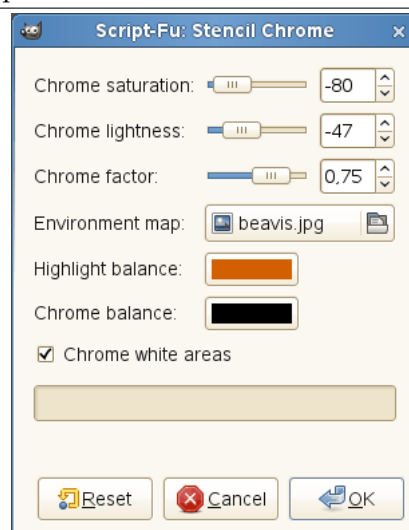 Script-Fu: Stencil Chrome
Chrome saturation: -80
Chrome lightness: -47
Chrome factor: 0,75
Environment map: beavis.jpg
Highlight balance:
Chrome balance:
Chrome white areas
Reset Cancel OK